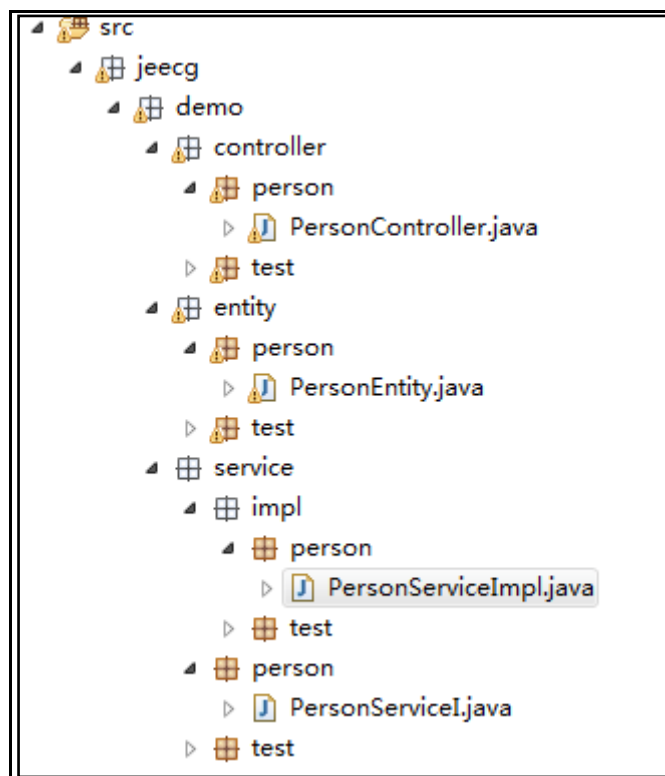 src
jeecg
demo
controller
person
PersonController.java
test
entity
person
PersonEntity.java
test
service
impl
person
PersonServiceImpl.java
test
person
PersonServiceI.java
test